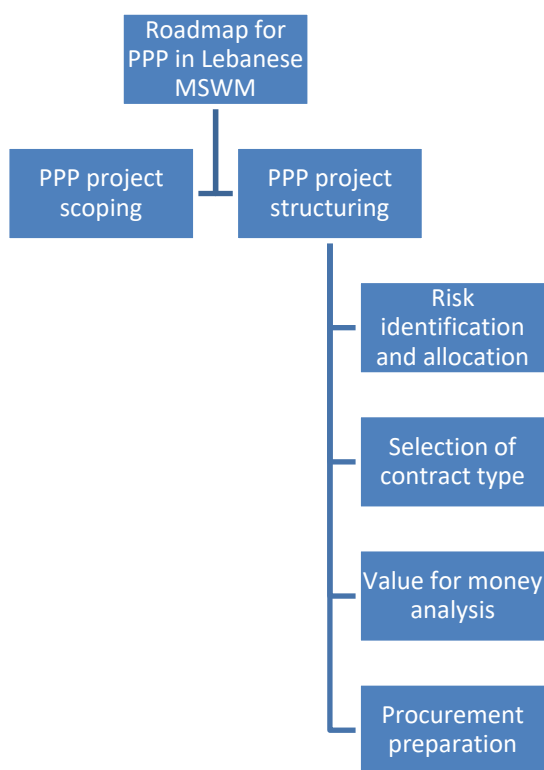 Roadmap for
PPP in Lebanese
MSWM
PPP project
scoping
PPP project
structuring
Risk
identification
and allocation
Selection of
contract type
Value for money
analysis
Procurement
preparation